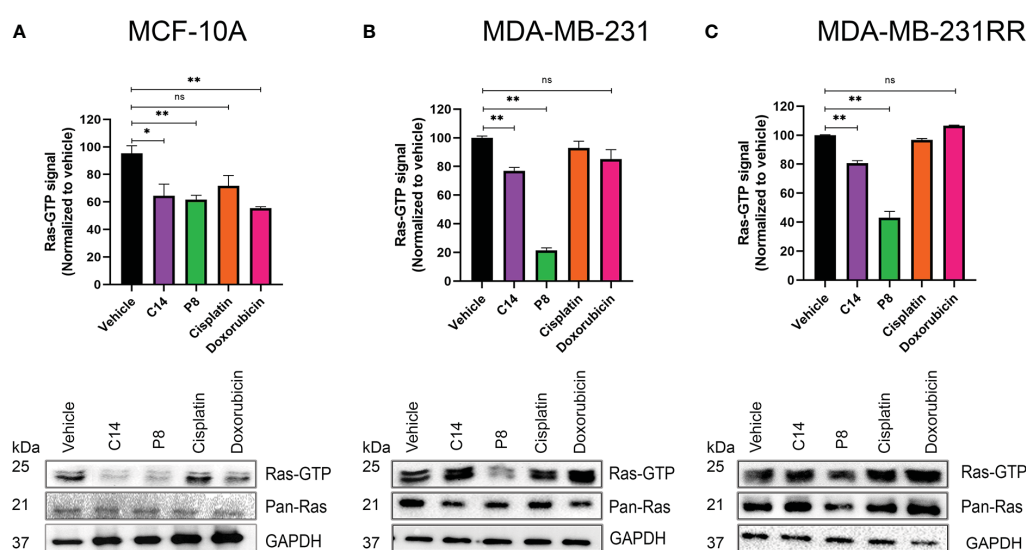 A MCF-10A
Ras-GTP signal
(Normalized to vehicle)
120
100
80
60
40
20
0
**
ns
**
*
Vehicle
C14
P8
Cisplatin
Doxorubicin
B MDA-MB-231
Ras-GTP signal
(Normalized to vehicle)
120
100
80
60
40
20
0
ns
**
**
Vehicle
C14
P8
Cisplatin
Doxorubicin
C MDA-MB-231RR
Ras-GTP signal
(Normalized to vehicle)
120
100
80
60
40
20
0
ns
**
**
Vehicle
C14
P8
Cisplatin
Doxorubicin
kDa Vehicle C14 P8 Cisplatin Doxorubicin
25 Ras-GTP
21 Pan-Ras
37 GAPDH
kDa Vehicle C14 P8 Cisplatin Doxorubicin
25 Ras-GTP
21 Pan-Ras
37 GAPDH
kDa Vehicle C14 P8 Cisplatin Doxorubicin
25 Ras-GTP
21 Pan-Ras
37 GAPDH